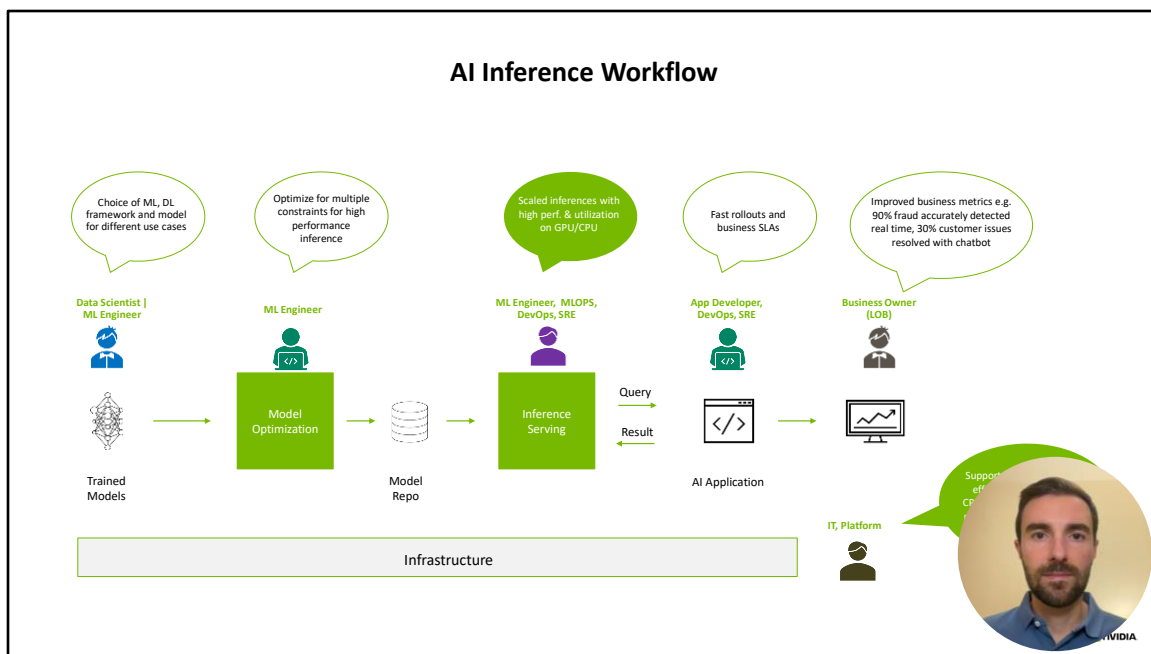 AI Inference Workflow
Choice of ML, DL
framework and model
for different use cases
Optimize for multiple
constraints for high
performance
inference
Scaled inferences with
high perf. & utilization
on GPU/CPU
Fast rollouts and
business SLAs
Improved business metrics e.g.
90% fraud accurately detected
real time, 30% customer issues
resolved with chatbot
Data Scientist |
ML Engineer
ML Engineer
ML Engineer, MLOPS,
DevOps, SRE
App Developer,
DevOps, SRE
Business Owner
(LOB)
</>
</>
Model
Optimization
Inference
Serving
Query
Result
</>
Trained
Models
Model
Repo
AI Application
IT, Platform
Infrastructure